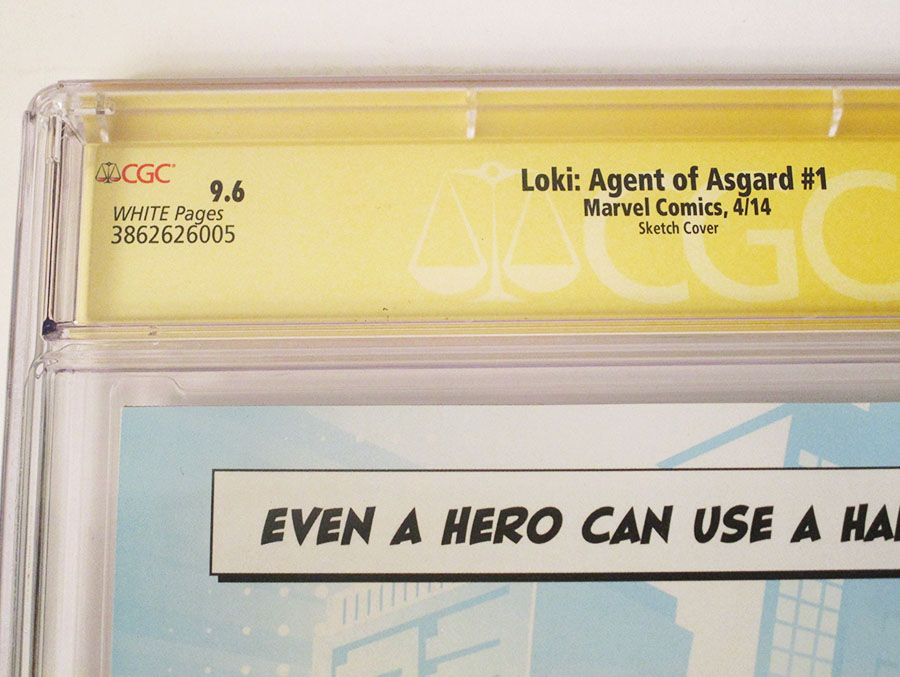 CGC
9.6
WHITE Pages
3862626005
Loki: Agent of Asgard #1
Marvel Comics, 4/14
Sketch Cover
CGC
EVEN A HERO CAN USE A HA